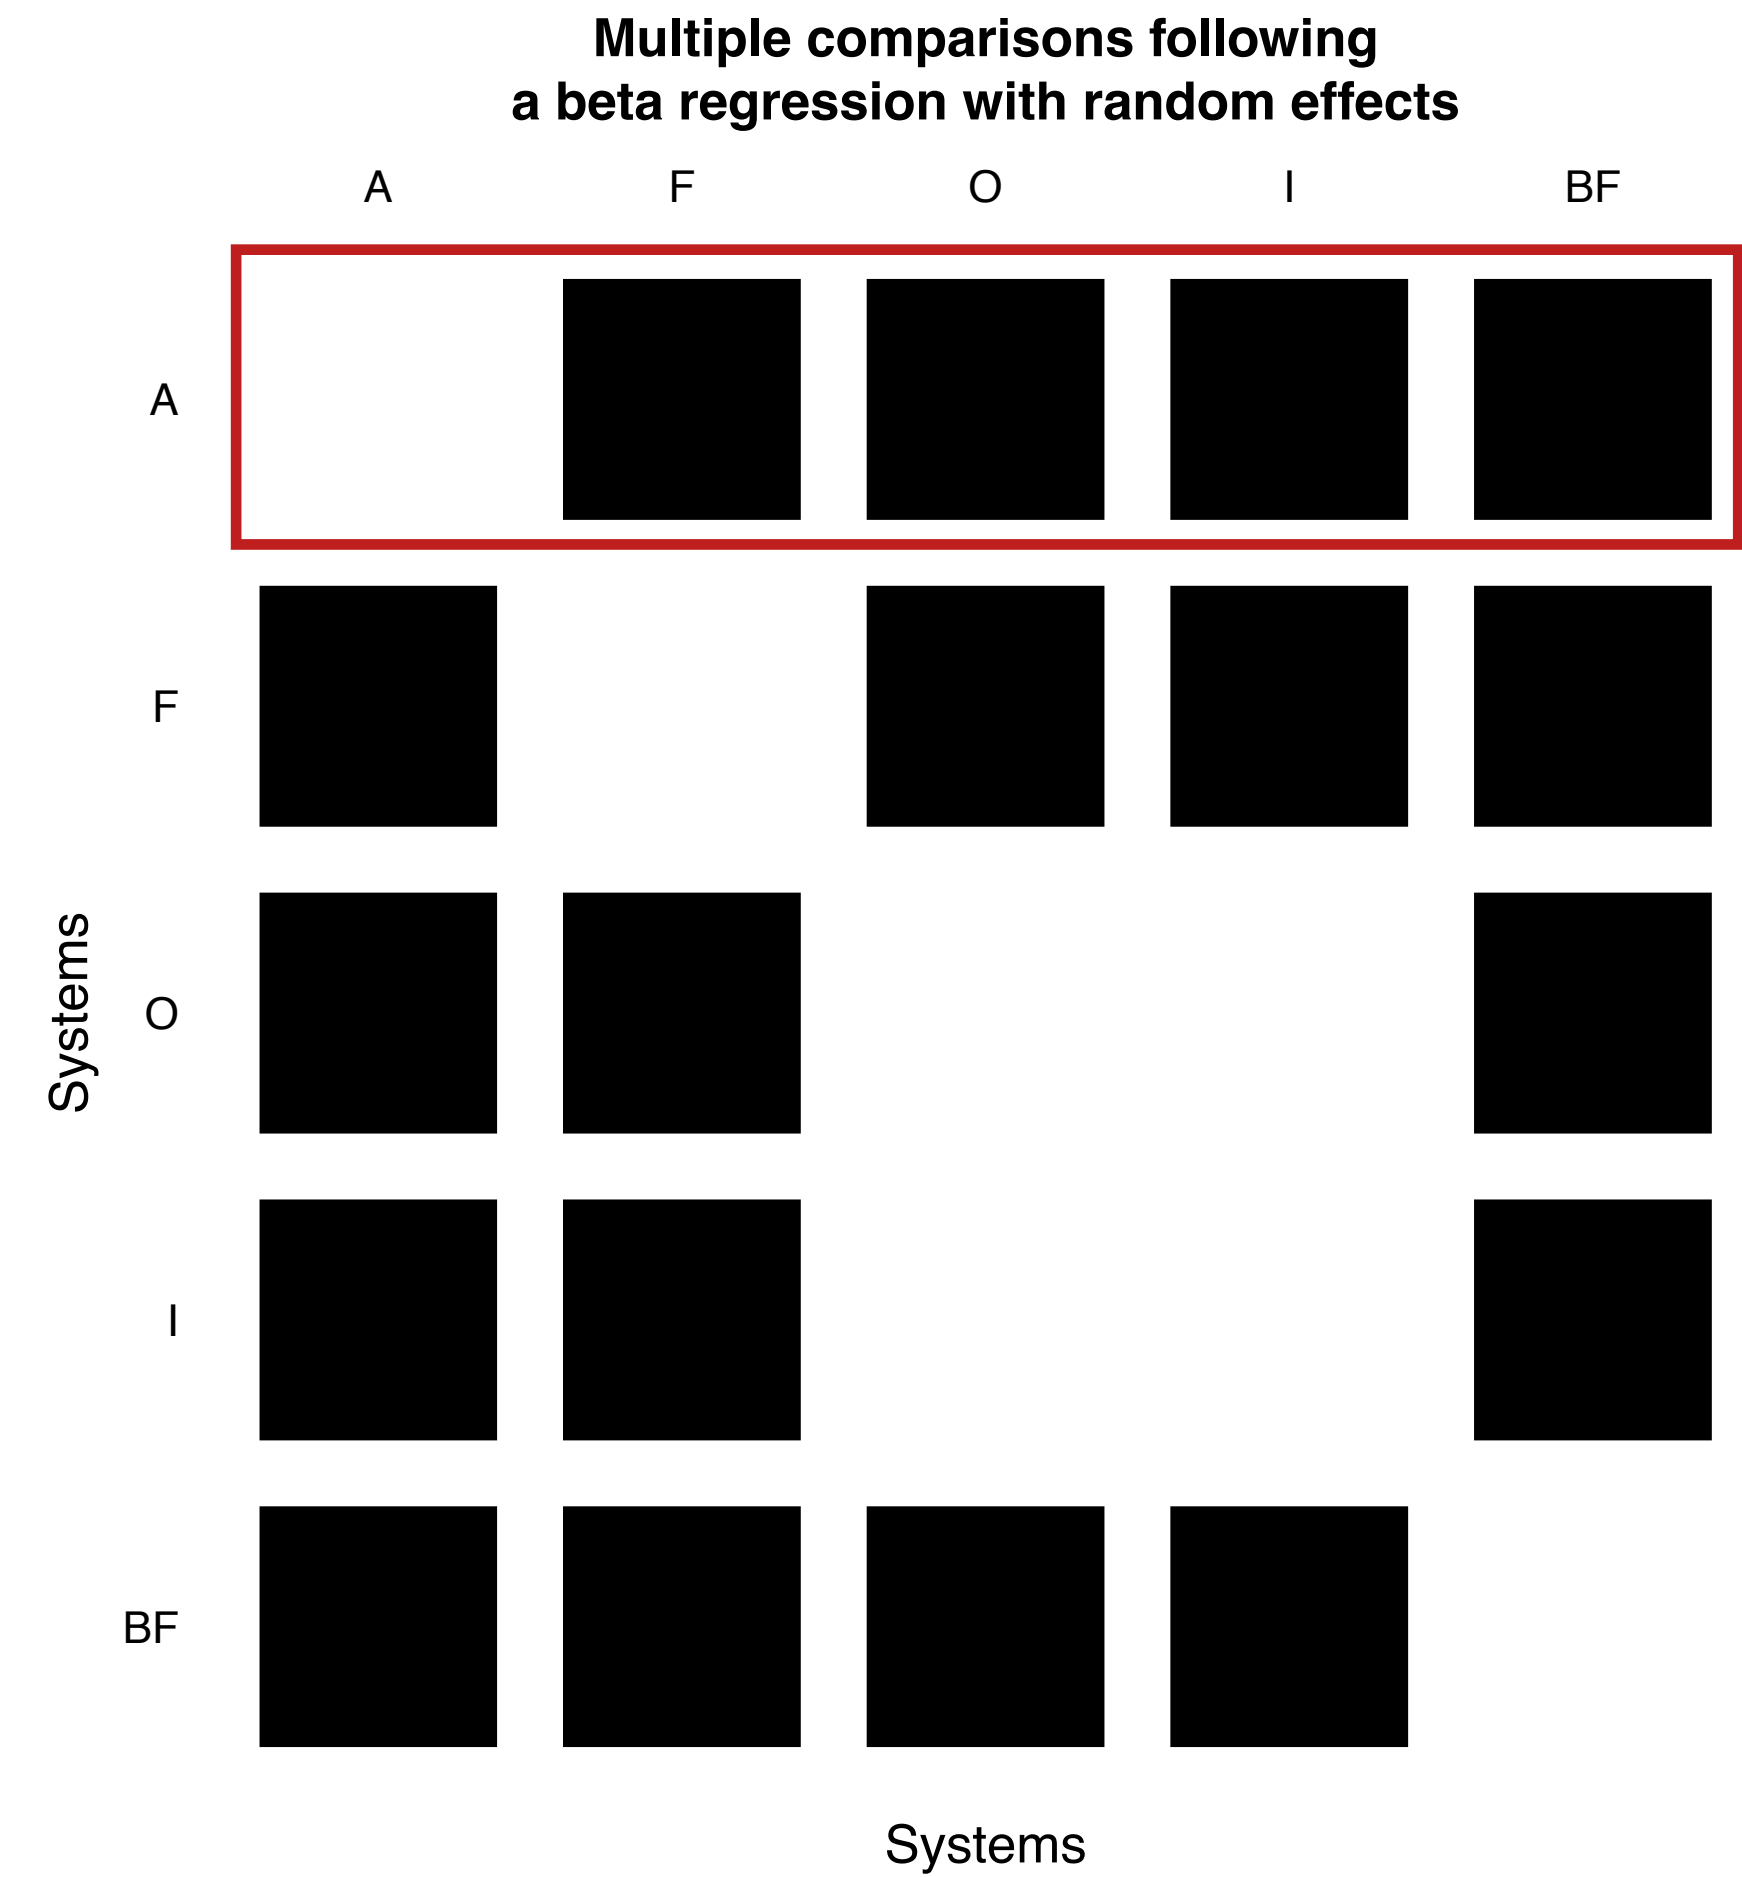 Multiple comparisons following
a beta regression with random effects
A F O I BF
A
F
O
I
BF
Systems
Systems